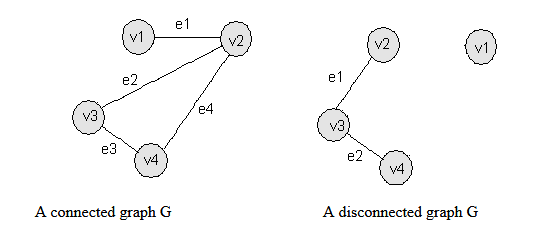 e1
v1
v2
e2
e4
v3
e3
v4
v2
v1
e1
v3
e2
v4
A connected graph G
A disconnected graph G